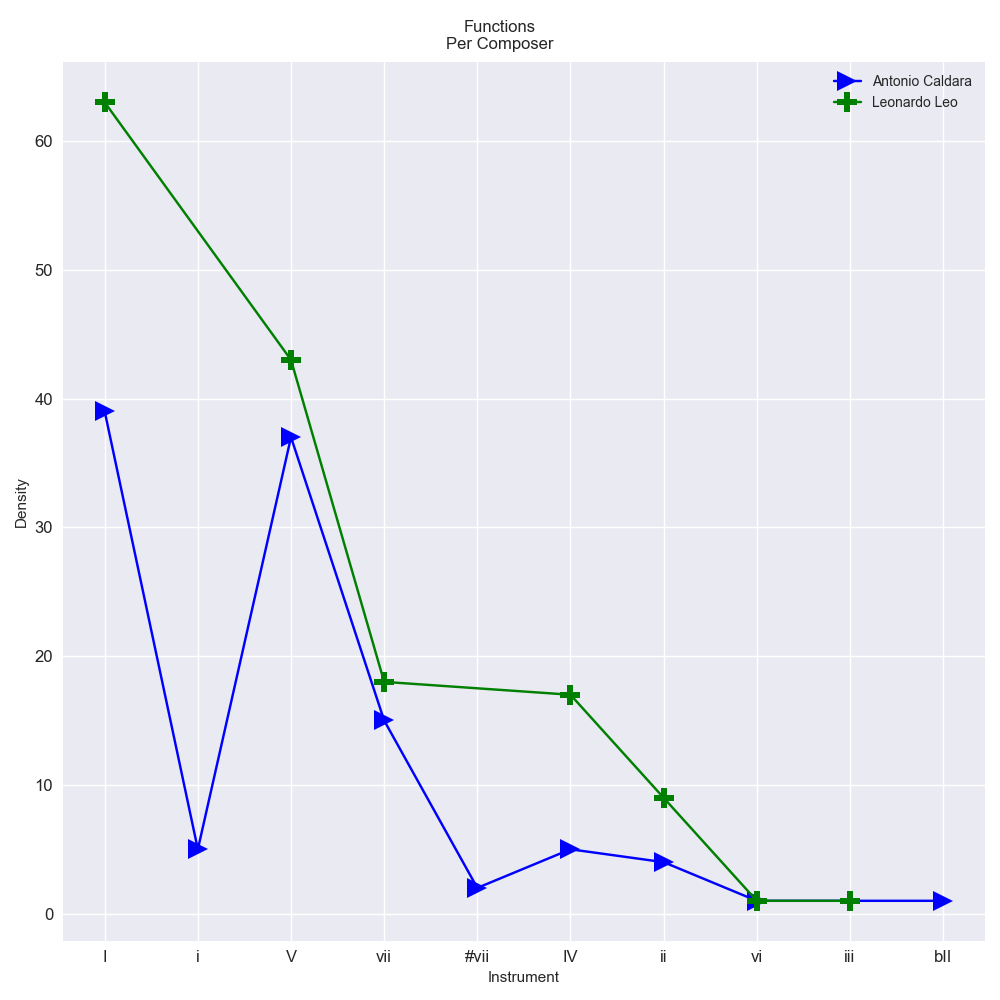 Functions
Per Composer
Antonio Caldara
Leonardo Leo
Density
60
50
40
30
20
10
0
I i V vii #vii IV ii vi iii bII
Instrument